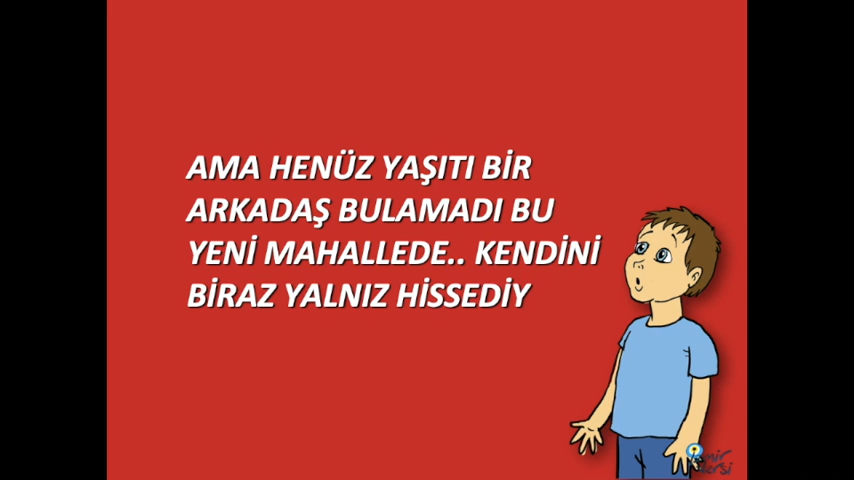 AMA HENÜZ YAŞITI BİR
ARKADAŞ BULAMADI BU
YENİ MAHALLEDE.. KENDİNİ
BİRAZ YALNIZ HİSSEDİY